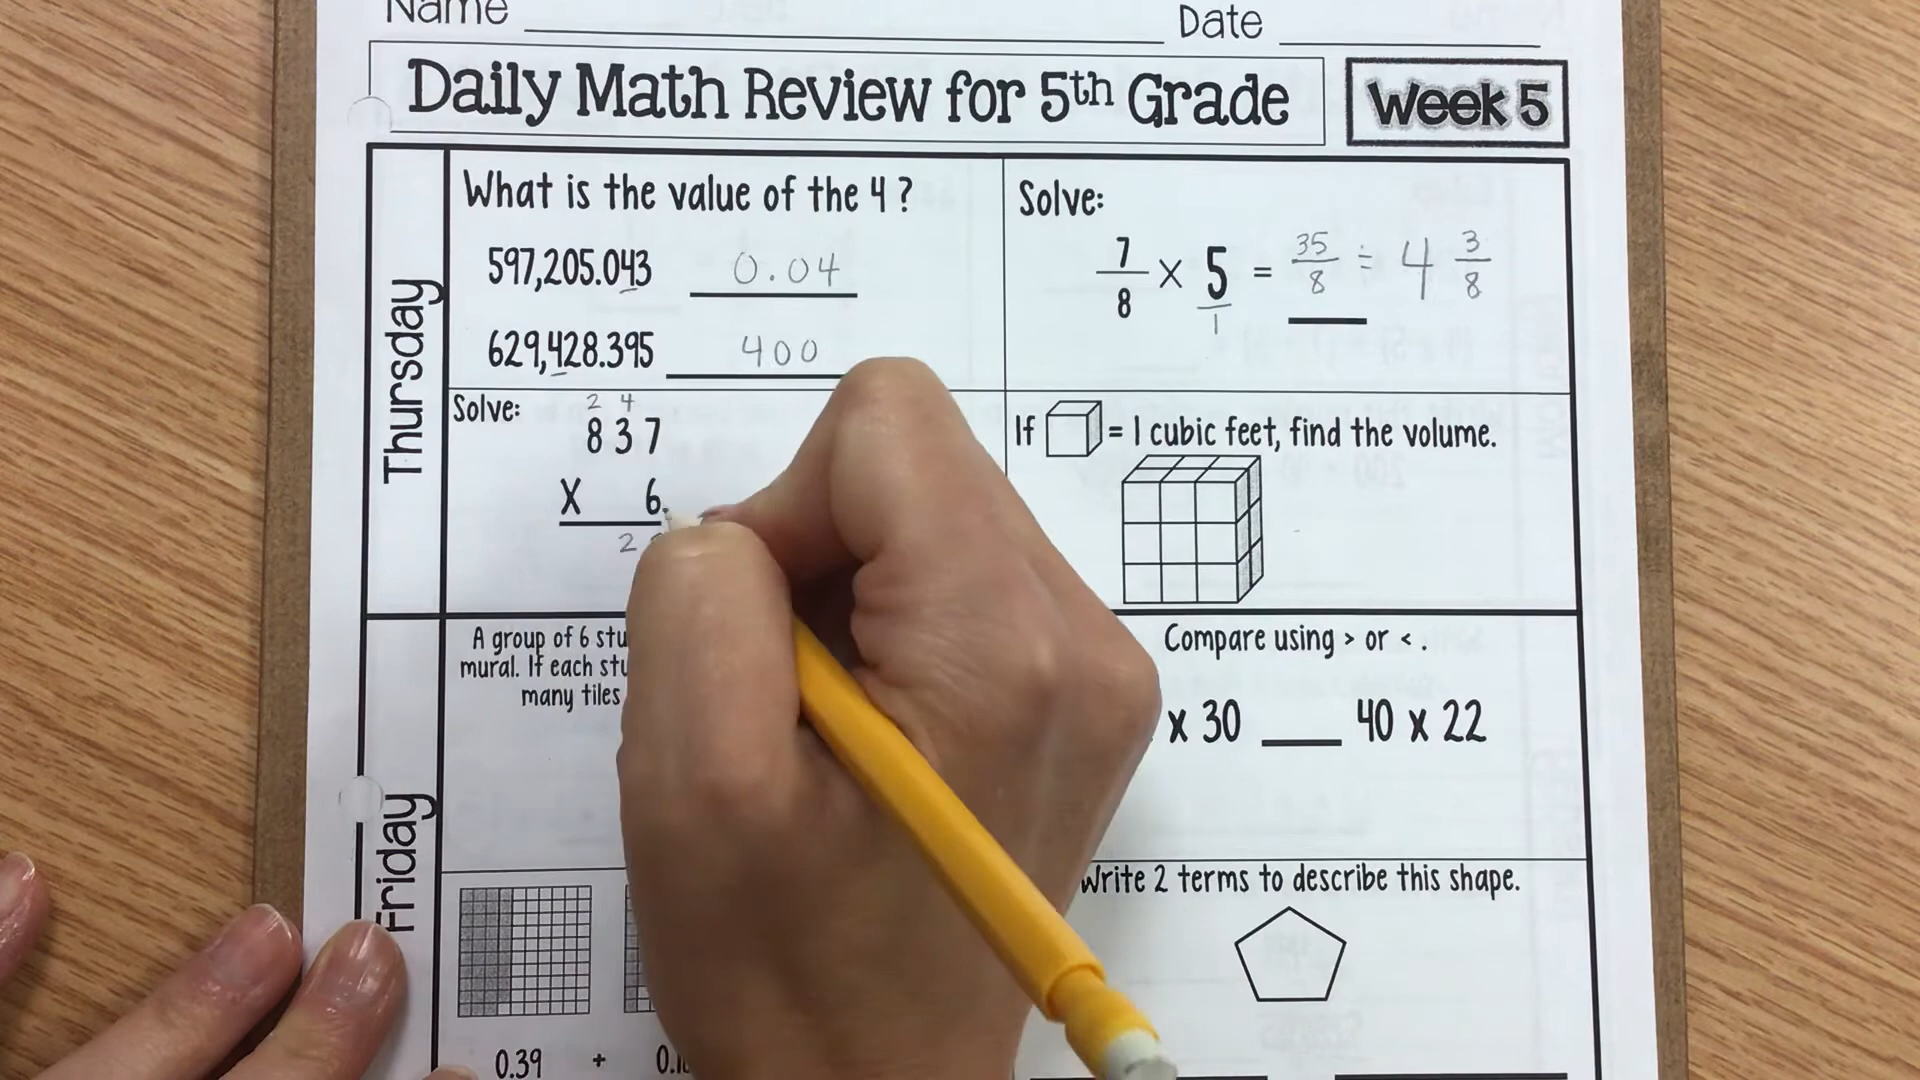 Name Date
Daily Math Review for 5th Grade
Week 5
Thursday
What is the value of the 4?
597,205.043 0.04
629,428.395 400
Solve:
7/8 x 5/1 = 35/8 = 4 3/8
Solve:
2 4
837
X 6
2
If = 1 cubic feet, find the volume.
Friday
A group of 6
mural. If each
many tiles
Compare using > or < .
x 30 ___ 40 x 22
0.39 +
Write 2 terms to describe this shape.